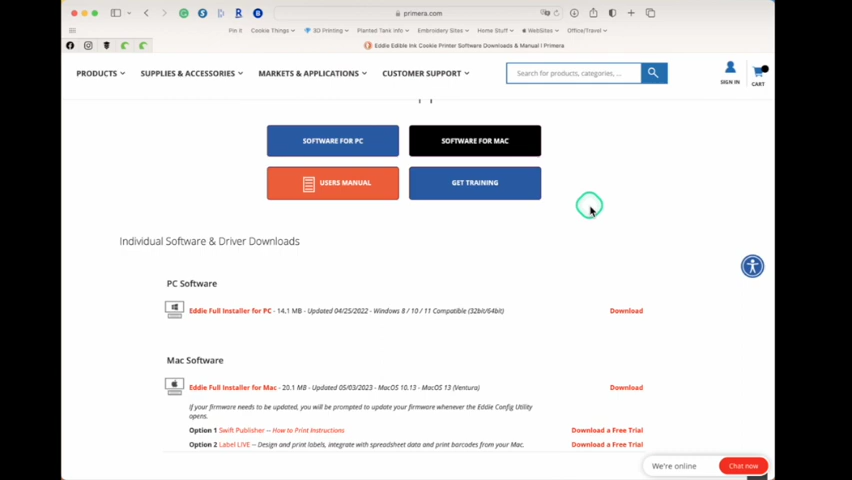 primera.com
Pin it Cookie Things 3D Printing Planted Tank Info Embroidery Sites Home Stuff WebSites Office/Travel
Eddie Edible Ink Cookie Printer Software Downloads & Manual | Primera
PRODUCTS SUPPLIES & ACCESSORIES MARKETS & APPLICATIONS CUSTOMER SUPPORT Search for products, categories, ... SIGN IN CART
SOFTWARE FOR PC SOFTWARE FOR MAC
USERS MANUAL GET TRAINING
Individual Software & Driver Downloads
PC Software
Eddie Full Installer for PC - 14.1 MB - Updated 04/25/2022 - Windows 8 / 10 / 11 Compatible (32bit/64bit) Download
Mac Software
Eddie Full Installer for Mac - 20.1 MB - Updated 05/03/2023 - MacOS 10.13 - MacOS 13 (Ventura) Download
If your firmware needs to be updated, you will be prompted to update your firmware whenever the Eddie Config Utility
opens.
Option 1 Swift Publisher -- How to Print Instructions Download a Free Trial
Option 2 Label LIVE -- Design and print labels, integrate with spreadsheet data and print barcodes from your Mac. Download a Free Trial
We're online Chat now